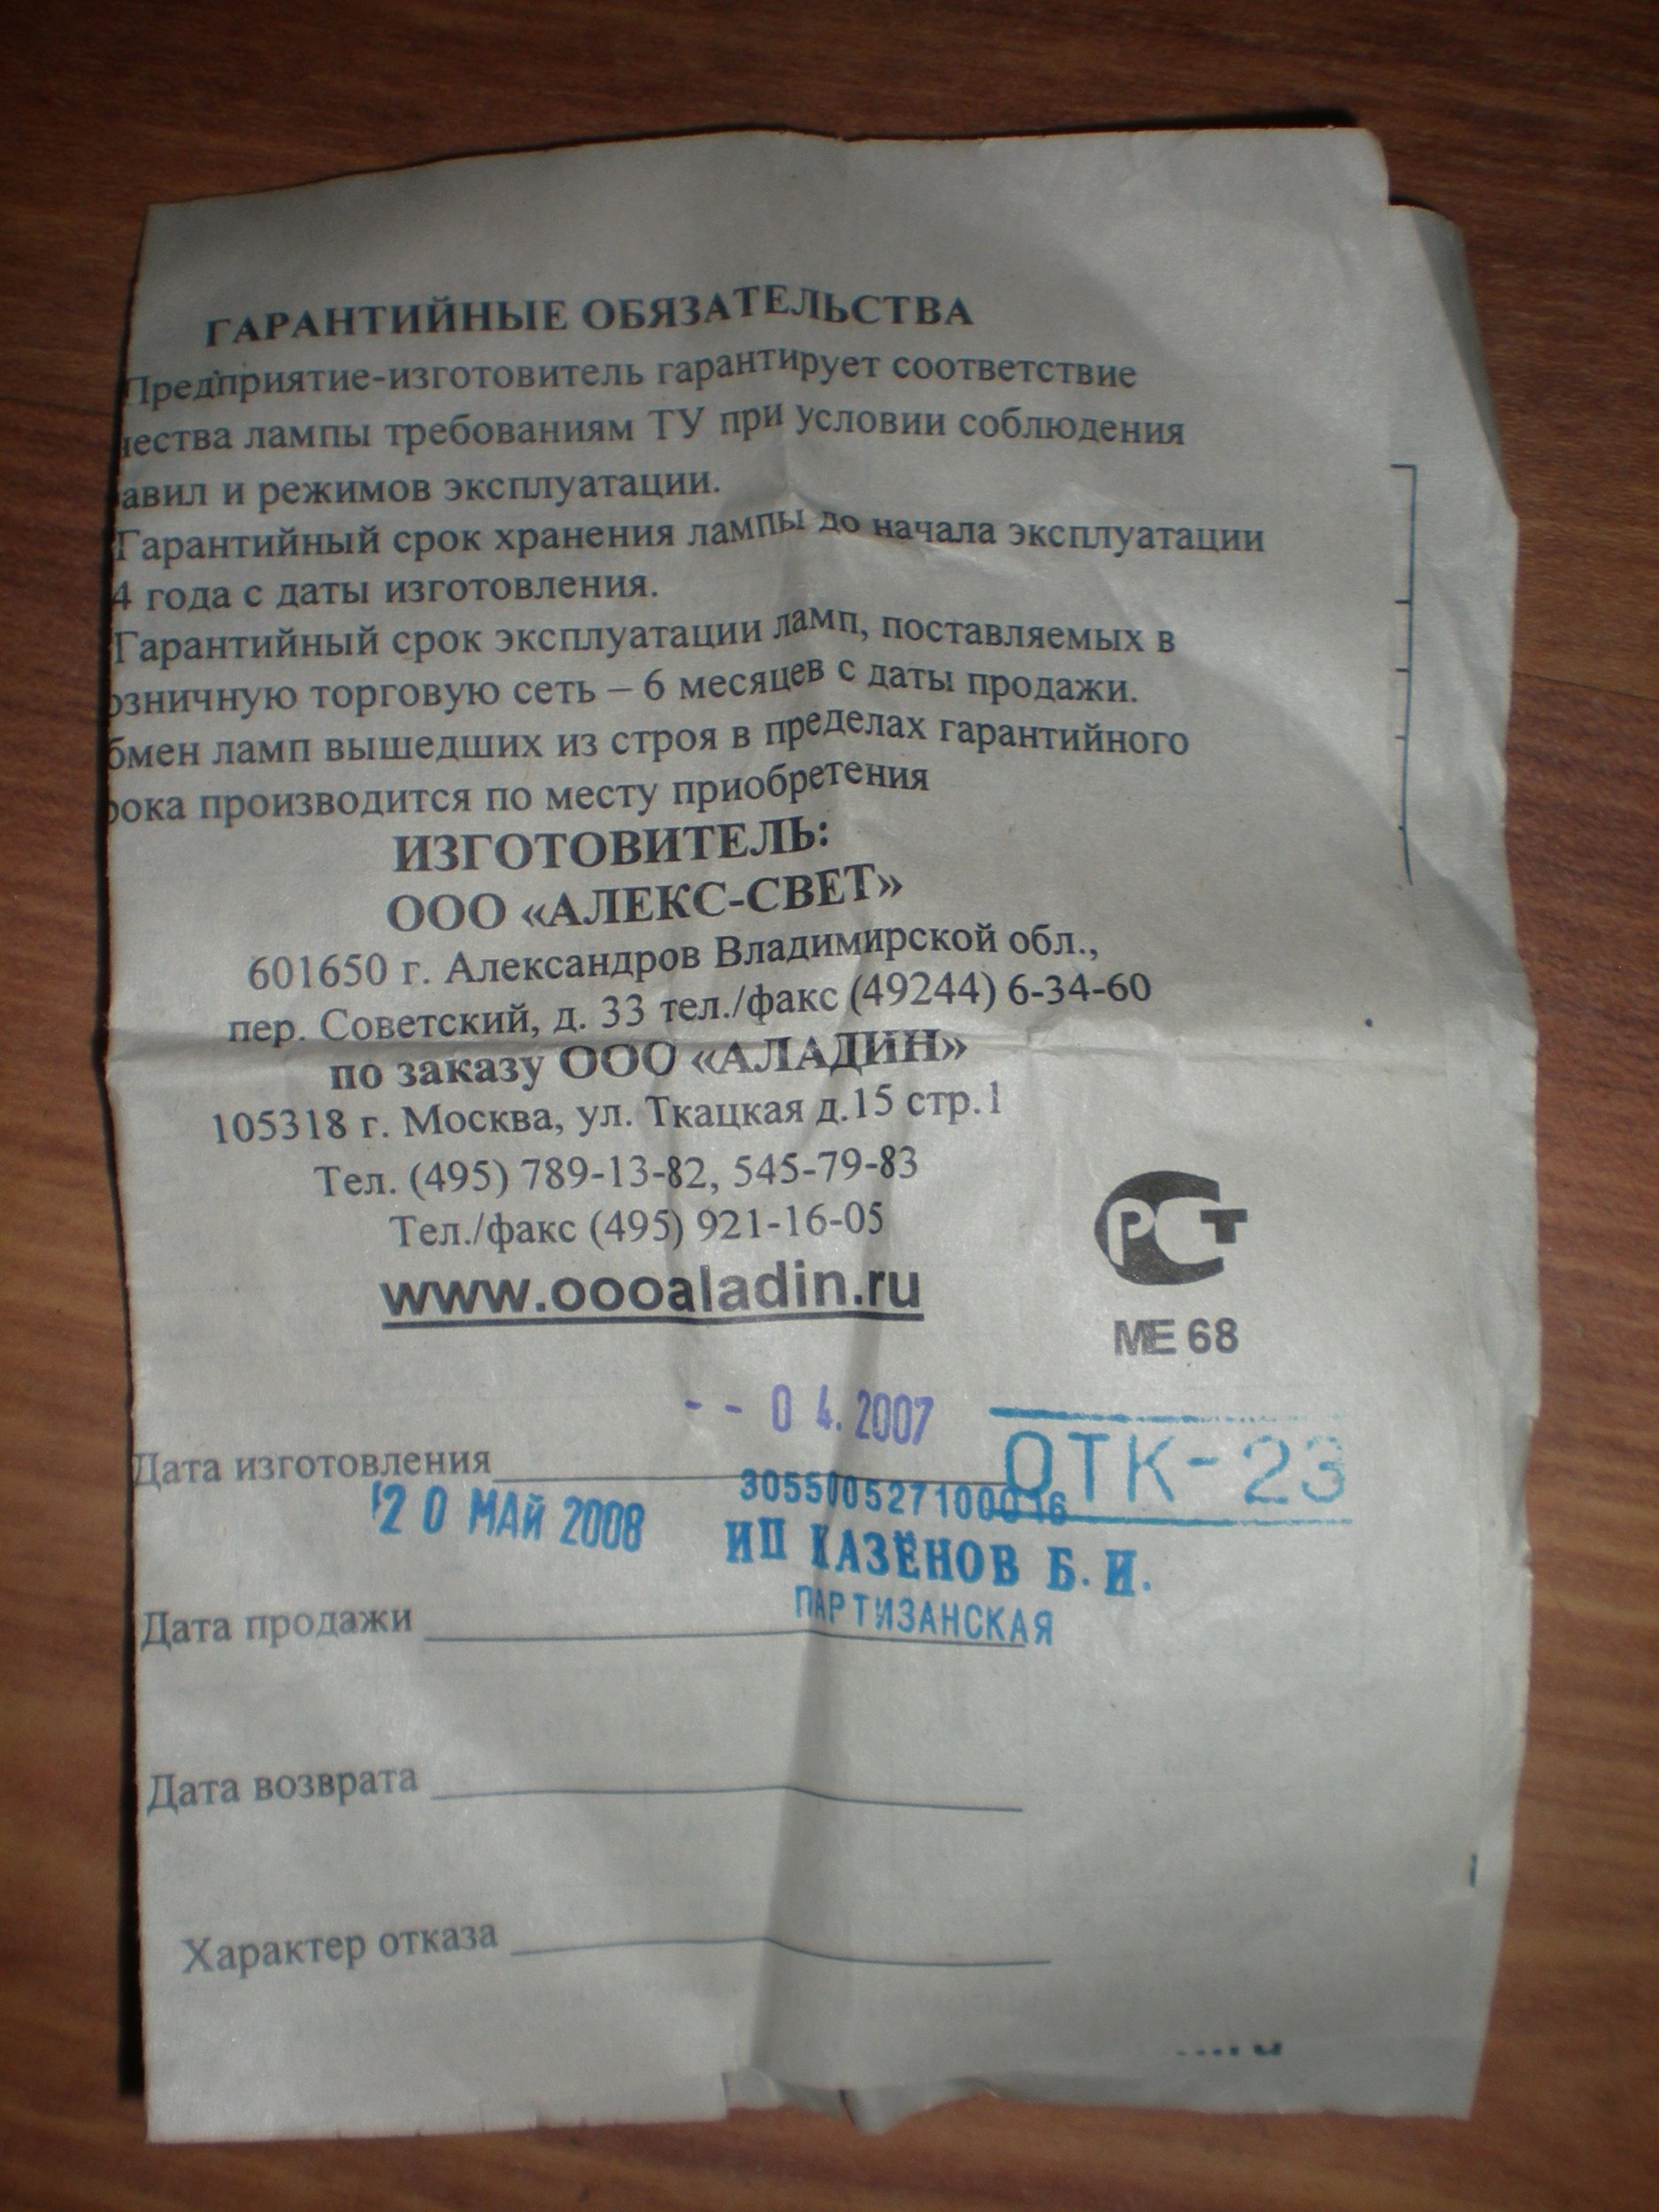 ГАРАНТИЙНЫЕ ОБЯЗАТЕЛЬСТВА
Предприятие-изготовитель гарантирует соответствие
чества лампы требованиям ТУ при условии соблюдения
авил и режимов эксплуатации.
Гарантийный срок хранения лампы до начала эксплуатации
4 года с даты изготовления.
Гарантийный срок эксплуатации ламп, поставляемых в
озничную торговую сеть – 6 месяцев с даты продажи.
бмен ламп вышедших из строя в пределах гарантийного
рока производится по месту приобретения
ИЗГОТОВИТЕЛЬ:
ООО «АЛЕКС-СВЕТ»
601650 г. Александров Владимирской обл.,
пер. Советский, д. 33 тел./факс (49244) 6-34-60
по заказу ООО «АЛАДИН»
105318 г. Москва, ул. Ткацкая д.15 стр.1
Тел. (495) 789-13-82, 545-79-83
Тел./факс (495) 921-16-05
www.oooaladin.ru
РСТ
МЕ 68
- - 0 4. 2007
Дата изготовления
ОТК-23
305500527100016
20 МАЙ 2008
ИП КАЗЁНОВ Б. И.
Дата продажи
ПАРТИЗАНСКАЯ
Дата возврата
Характер отказа